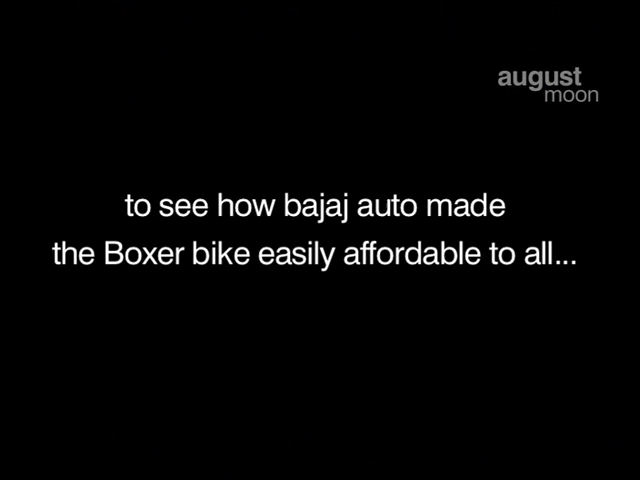 august
moon
to see how bajaj auto made
the Boxer bike easily affordable to all...